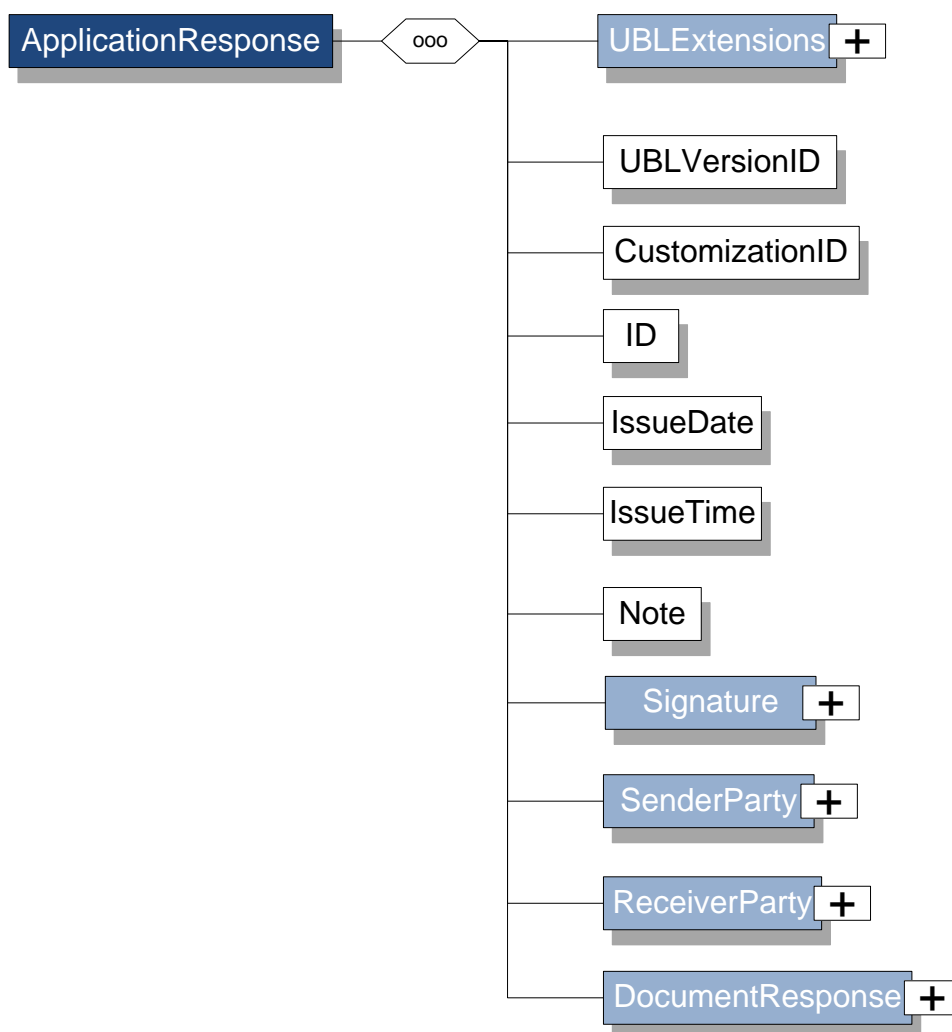 ApplicationResponse
ooo
UBLExtensions
+
UBLVersionID
CustomizationID
ID
IssueDate
IssueTime
Note
Signature
+
SenderParty
+
ReceiverParty
+
DocumentResponse
+